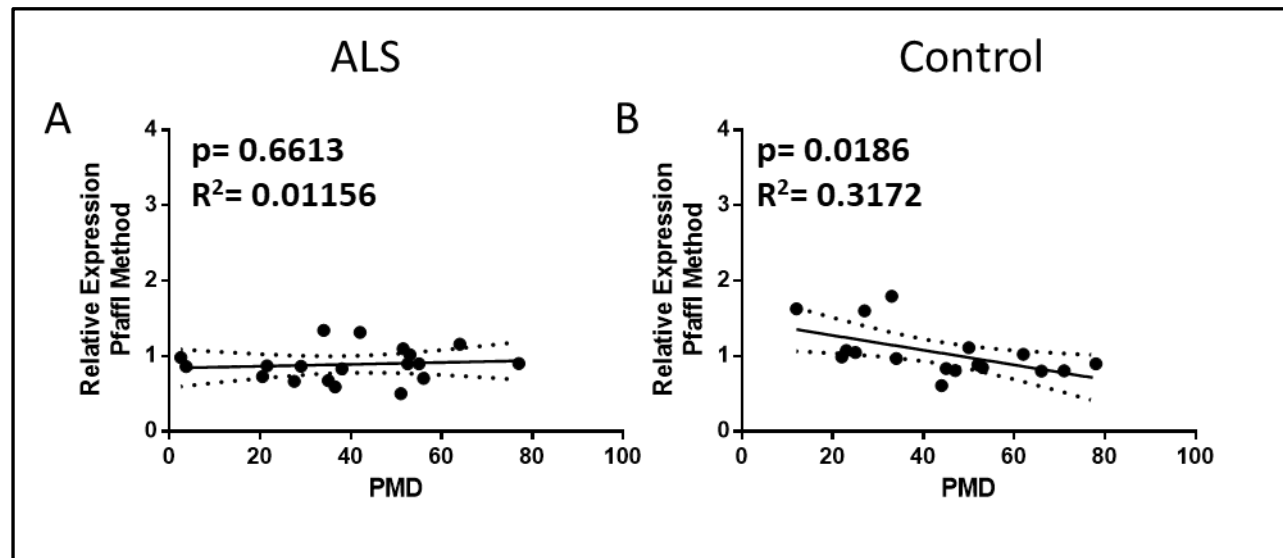 ALS
Control
A
B
p= 0.6613
R²= 0.01156
p= 0.0186
R²= 0.3172
Relative Expression
Pfaffl Method
4
3
2
1
0
0 20 40 60 80 100
PMD
Relative Expression
Pfaffl Method
4
3
2
1
0
0 20 40 60 80 100
PMD